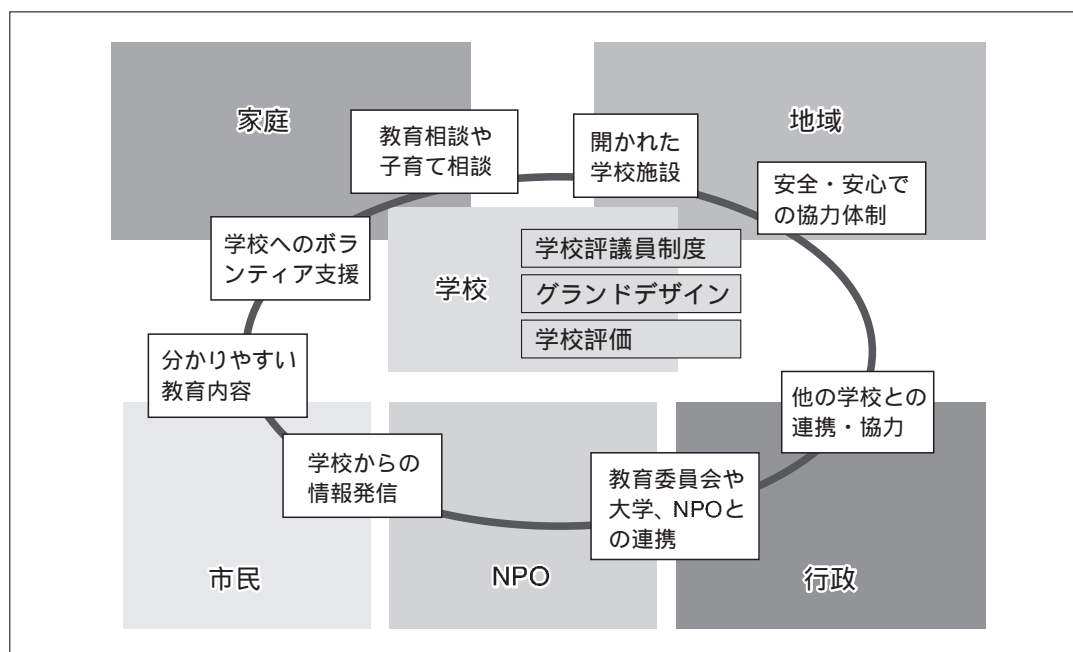 家庭
地域
教育相談や
子育て相談
開かれた
学校施設
安全・安心で
の協力体制
学校へのボラ
ンティア支援
学校
学校評議員制度
グランドデザイン
学校評価
分かりやすい
教育内容
他の学校との
連携・協力
学校からの
情報発信
教育委員会や
大学、NPOと
の連携
市民
NPO
行政